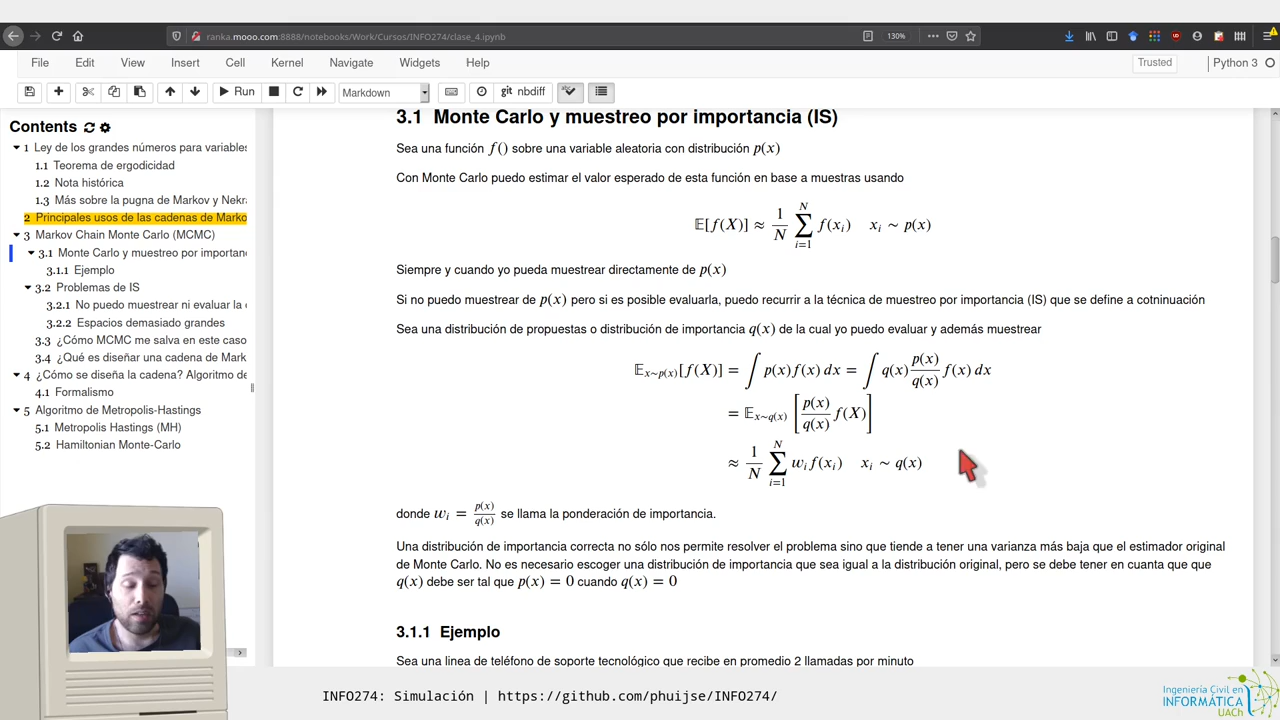 ranka.mooo.com:8888/notebooks/Work/Cursos/INFO274/clase_4.ipynb
130%
File Edit View Insert Cell Kernel Navigate Widgets Help
Trusted
Python 3
Run
Markdown
git nbdiff
Contents
1 Ley de los grandes números para variables
1.1 Teorema de ergodicidad
1.2 Nota histórica
1.3 Más sobre la pugna de Markov y Nekra
2 Principales usos de las cadenas de Marko
3 Markov Chain Monte Carlo (MCMC)
3.1 Monte Carlo y muestreo por importan
3.1.1 Ejemplo
3.2 Problemas de IS
3.2.1 No puedo muestrear ni evaluar la
3.2.2 Espacios demasiado grandes
3.3 ¿Cómo MCMC me salva en este caso
3.4 ¿Qué es diseñar una cadena de Mark
4 ¿Cómo se diseña la cadena? Algoritmo de
4.1 Formalismo
5 Algoritmo de Metropolis-Hastings
5.1 Metropolis Hastings (MH)
5.2 Hamiltonian Monte-Carlo
3.1 Monte Carlo y muestreo por importancia (IS)
Sea una función f() sobre una variable aleatoria con distribución p(x)
Con Monte Carlo puedo estimar el valor esperado de esta función en base a muestras usando
𝔼[f(X)] ≈ 1/N ∑_{i=1}^{N} f(x_i) x_i ∼ p(x)
Siempre y cuando yo pueda muestrear directamente de p(x)
Si no puedo muestrear de p(x) pero si es posible evaluarla, puedo recurrir a la técnica de muestreo por importancia (IS) que se define a cotninuación
Sea una distribución de propuestas o distribución de importancia q(x) de la cual yo puedo evaluar y además muestrear
𝔼_{x∼p(x)}[f(X)] = ∫ p(x)f(x) dx = ∫ q(x) p(x)/q(x) f(x) dx
= 𝔼_{x∼q(x)} [p(x)/q(x) f(X)]
≈ 1/N ∑_{i=1}^{N} w_i f(x_i) x_i ∼ q(x)
donde w_i = p(x)/q(x) se llama la ponderación de importancia.
Una distribución de importancia correcta no sólo nos permite resolver el problema sino que tiende a tener una varianza más baja que el estimador original
de Monte Carlo. No es necesario escoger una distribución de importancia que sea igual a la distribución original, pero se debe tener en cuanta que que
q(x) debe ser tal que p(x) = 0 cuando q(x) = 0
3.1.1 Ejemplo
Sea una linea de teléfono de soporte tecnológico que recibe en promedio 2 llamadas por minuto
INFO274: Simulación | https://github.com/phuijse/INFO274/
Ingeniería Civil en
INFORMÁTICA
UACh